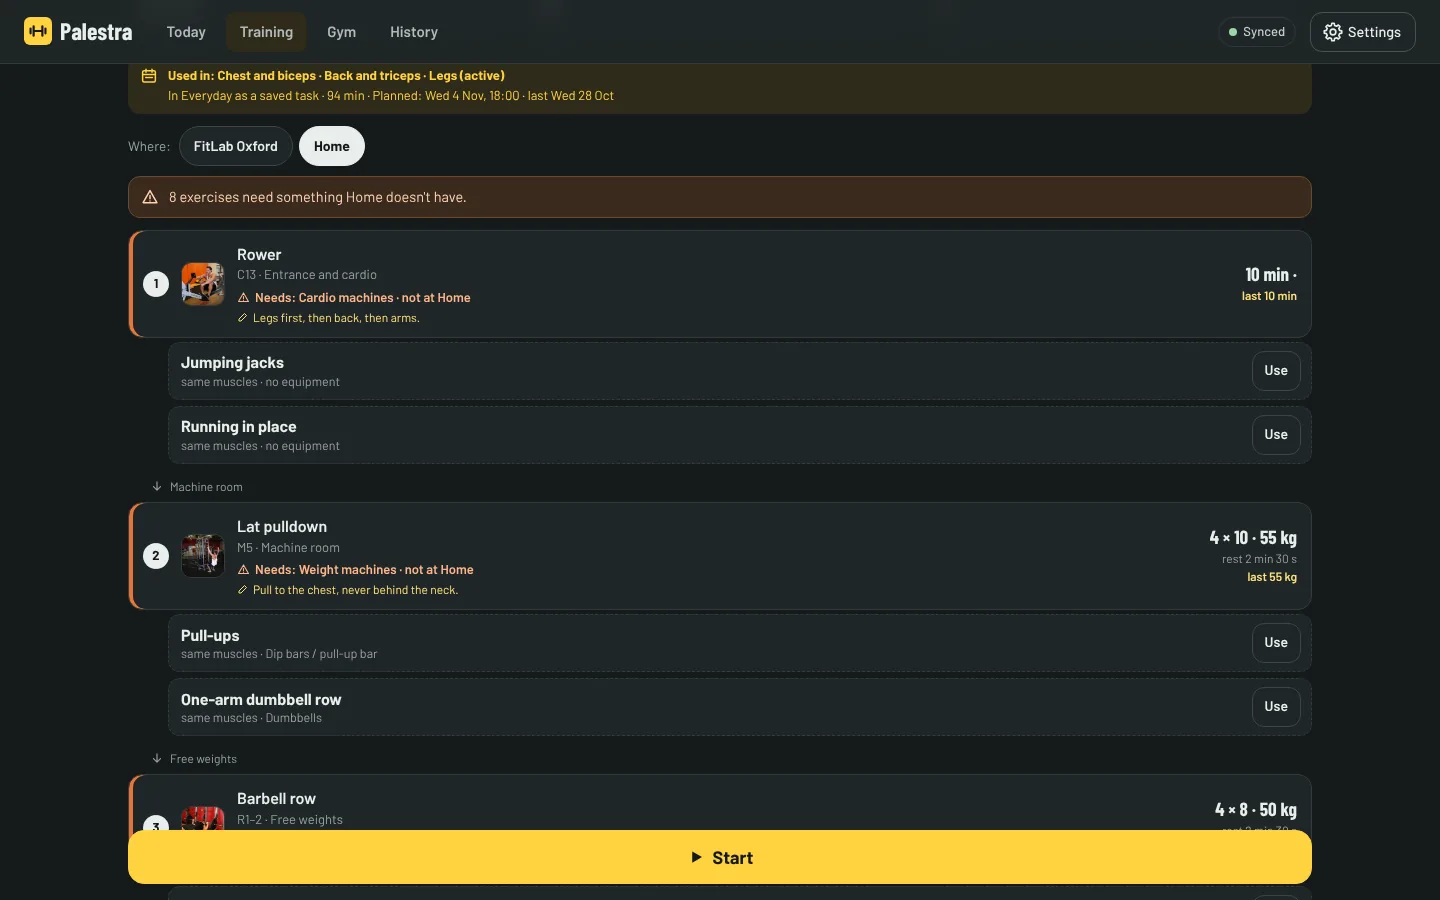 Palestra
Today
Training
Gym
History
Synced
Settings
Used in: Chest and biceps · Back and triceps · Legs (active)
In Everyday as a saved task · 94 min · Planned: Wed 4 Nov, 18:00 · last Wed 28 Oct
Where:
FitLab Oxford
Home
8 exercises need something Home doesn't have.
1
Rower
C13 · Entrance and cardio
Needs: Cardio machines · not at Home
Legs first, then back, then arms.
10 min ·
last 10 min
Jumping jacks
same muscles · no equipment
Use
Running in place
same muscles · no equipment
Use
↓ Machine room
2
Lat pulldown
M5 · Machine room
Needs: Weight machines · not at Home
Pull to the chest, never behind the neck.
4 × 10 · 55 kg
rest 2 min 30 s
last 55 kg
Pull-ups
same muscles · Dip bars / pull-up bar
Use
One-arm dumbbell row
same muscles · Dumbbells
Use
↓ Free weights
3
Barbell row
R1–2 · Free weights
4 × 8 · 50 kg
rest 2 min 30 s
Start